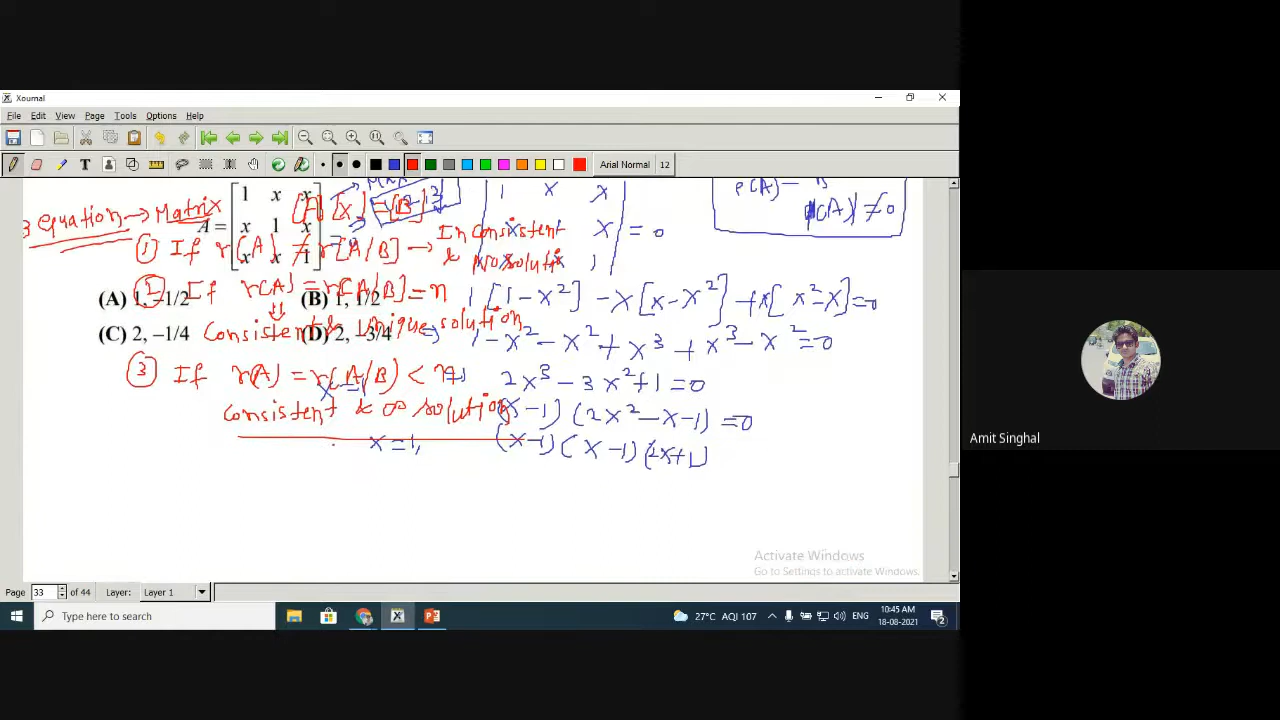 Xournal
File Edit View Page Tools Options Help
Arial Normal 12
3 equation → Matrix [A] [X] = [B]
A = [1 x x
x 1 x
x x 1]
1 x x
x = 0
r(A) ≠ 0
① If r[A] ≠ r[A/B] → Inconsistent
& no solution
② If r(A) = r[A/B] = n
Consistent & Unique solution
③ If r(A) = r(A/B) < n
Consistent & ∞ solution
(A) 1, –1/2 (B) 1, 1/2
(C) 2, –1/4 (D) 2, –3/4
1[1-x²] -x[x-x²] +x[x²-x]=0
⇒ 1-x²-x²+x³+x³-x²=0
2x³-3x²+1=0
x=1
(x-1)(2x²-x-1)=0
x=1, (x-1)(x-1)(2x+1)
Amit Singhal
Activate Windows
Go to Settings to activate Windows.
Page 33 of 44 Layer: Layer 1
Type here to search
27°C AQI 107 ENG
10:45 AM
18-08-2021
2